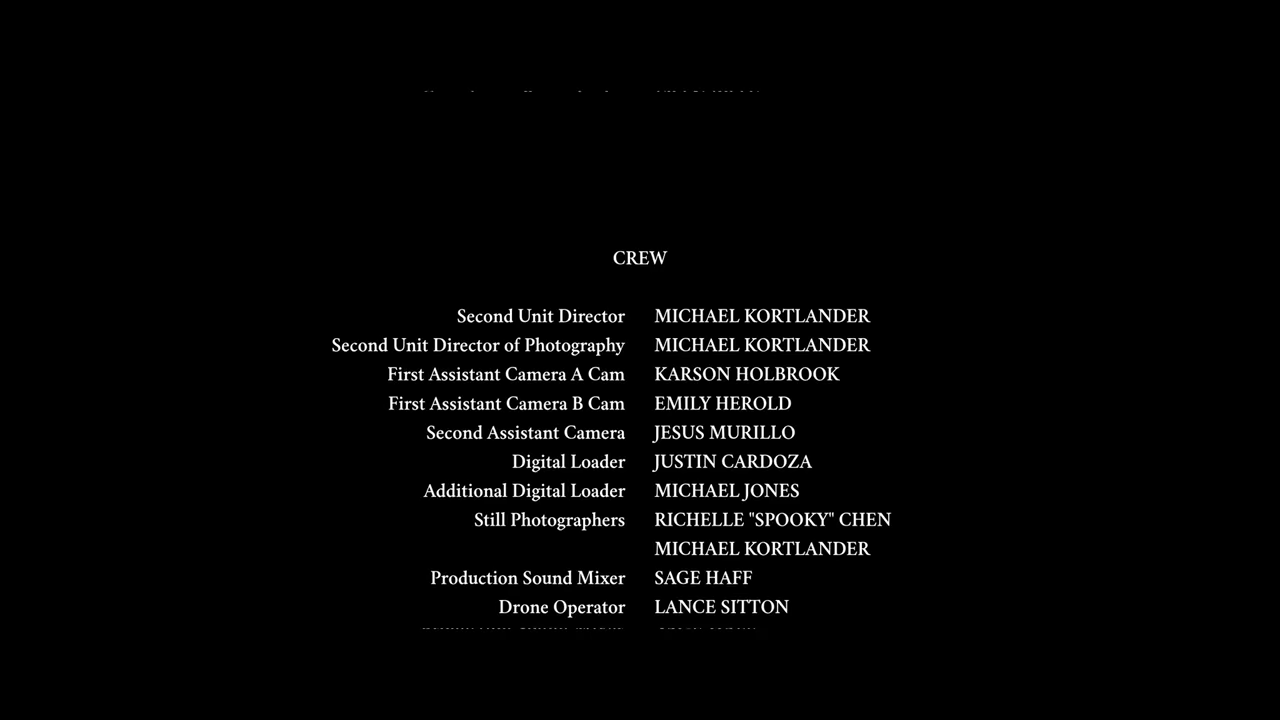 CREW
Second Unit Director MICHAEL KORTLANDER
Second Unit Director of Photography MICHAEL KORTLANDER
First Assistant Camera A Cam KARSON HOLBROOK
First Assistant Camera B Cam EMILY HEROLD
Second Assistant Camera JESUS MURILLO
Digital Loader JUSTIN CARDOZA
Additional Digital Loader MICHAEL JONES
Still Photographers RICHELLE "SPOOKY" CHEN
MICHAEL KORTLANDER
Production Sound Mixer SAGE HAFF
Drone Operator LANCE SITTON